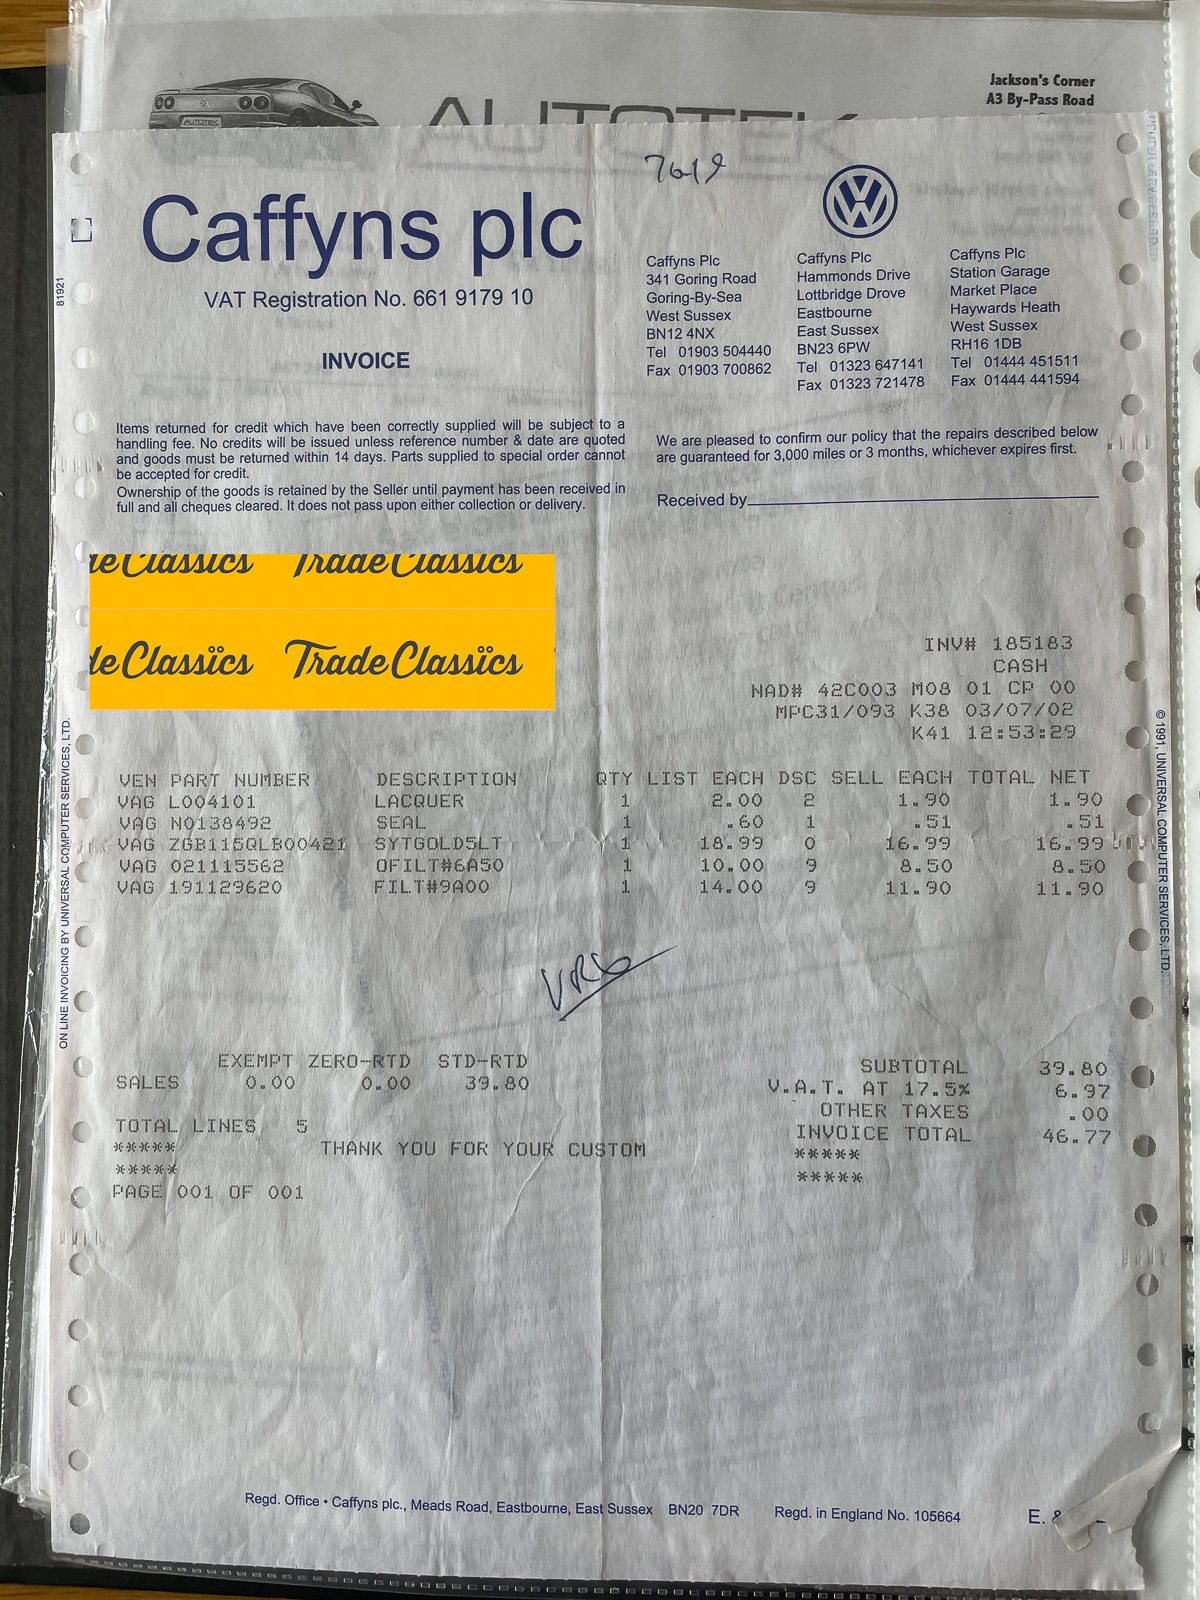 Jackson's Corner
A3 By-Pass Road
AUTOTEK
AUTOTEK
7619
Caffyns plc
VAT Registration No. 661 9179 10
INVOICE
81921
Caffyns Plc
341 Goring Road
Goring-By-Sea
West Sussex
BN12 4NX
Tel 01903 504440
Fax 01903 700862
Caffyns Plc
Hammonds Drive
Lottbridge Drove
Eastbourne
East Sussex
BN23 6PW
Tel 01323 647141
Fax 01323 721478
Caffyns Plc
Station Garage
Market Place
Haywards Heath
West Sussex
RH16 1DB
Tel 01444 451511
Fax 01444 441594
Items returned for credit which have been correctly supplied will be subject to a
handling fee. No credits will be issued unless reference number & date are quoted
and goods must be returned within 14 days. Parts supplied to special order cannot
be accepted for credit.
Ownership of the goods is retained by the Seller until payment has been received in
full and all cheques cleared. It does not pass upon either collection or delivery.
We are pleased to confirm our policy that the repairs described below
are guaranteed for 3,000 miles or 3 months, whichever expires first.
Received by
de Classics Trade Classics
de Classics Trade Classics
INV# 185183
CASH
NAD# 42C003 M08 01 CP 00
MPC31/093 K38 03/07/02
K41 12:53:29
VEN PART NUMBER DESCRIPTION QTY LIST EACH DSC SELL EACH TOTAL NET
VAG L004101 LACQUER 1 2.00 2 1.90 1.90
VAG N0138492 SEAL 1 .60 1 .51 .51
VAG ZGB115QLB00421 SYTGOLD5LT 1 18.99 0 16.99 16.99
VAG 021115562 OFILT#6A50 1 10.00 9 8.50 8.50
VAG 191129620 FILT#9A00 1 14.00 9 11.90 11.90
VR6
EXEMPT ZERO-RTD STD-RTD
SALES 0.00 0.00 39.80
TOTAL LINES 5
***** THANK YOU FOR YOUR CUSTOM
*****
PAGE 001 OF 001
SUBTOTAL 39.80
V.A.T. AT 17.5% 6.97
OTHER TAXES .00
INVOICE TOTAL 46.77
*****
*****
ON LINE INVOICING BY UNIVERSAL COMPUTER SERVICES, LTD.
© 1991, UNIVERSAL COMPUTER SERVICES, LTD.
Regd. Office • Caffyns plc., Meads Road, Eastbourne, East Sussex BN20 7DR Regd. in England No. 105664
E. &